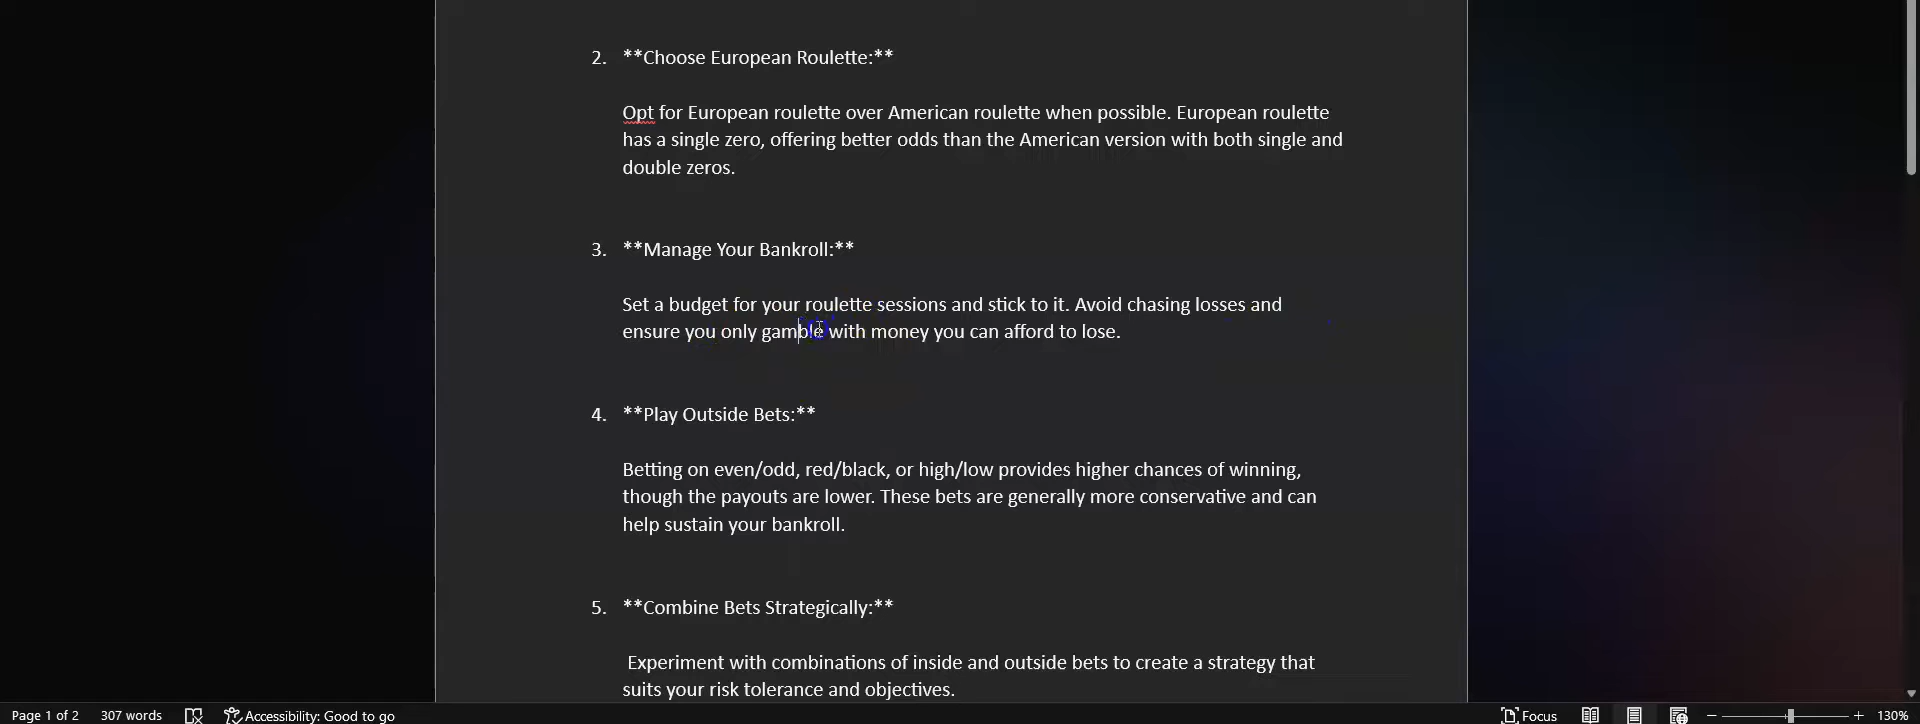 2. **Choose European Roulette:**
Opt for European roulette over American roulette when possible. European roulette
has a single zero, offering better odds than the American version with both single and
double zeros.
3. **Manage Your Bankroll:**
Set a budget for your roulette sessions and stick to it. Avoid chasing losses and
ensure you only gamble with money you can afford to lose.
4. **Play Outside Bets:**
Betting on even/odd, red/black, or high/low provides higher chances of winning,
though the payouts are lower. These bets are generally more conservative and can
help sustain your bankroll.
5. **Combine Bets Strategically:**
Experiment with combinations of inside and outside bets to create a strategy that
suits your risk tolerance and objectives.
Page 1 of 2 307 words Accessibility: Good to go Focus 130%